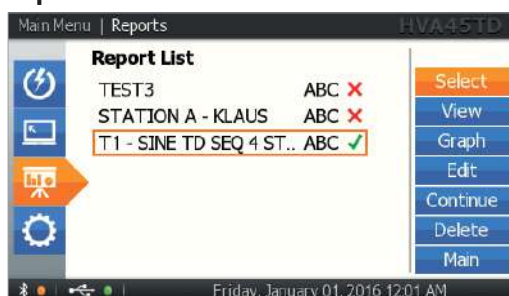 Main Menu | Reports HVA45TD
Report List
TEST3 ABC
STATION A - KLAUS ABC
T1 - SINE TD SEQ 4 ST.. ABC
Select
View
Graph
Edit
Continue
Delete
Main
Friday, January 01, 2016 12:01 AM